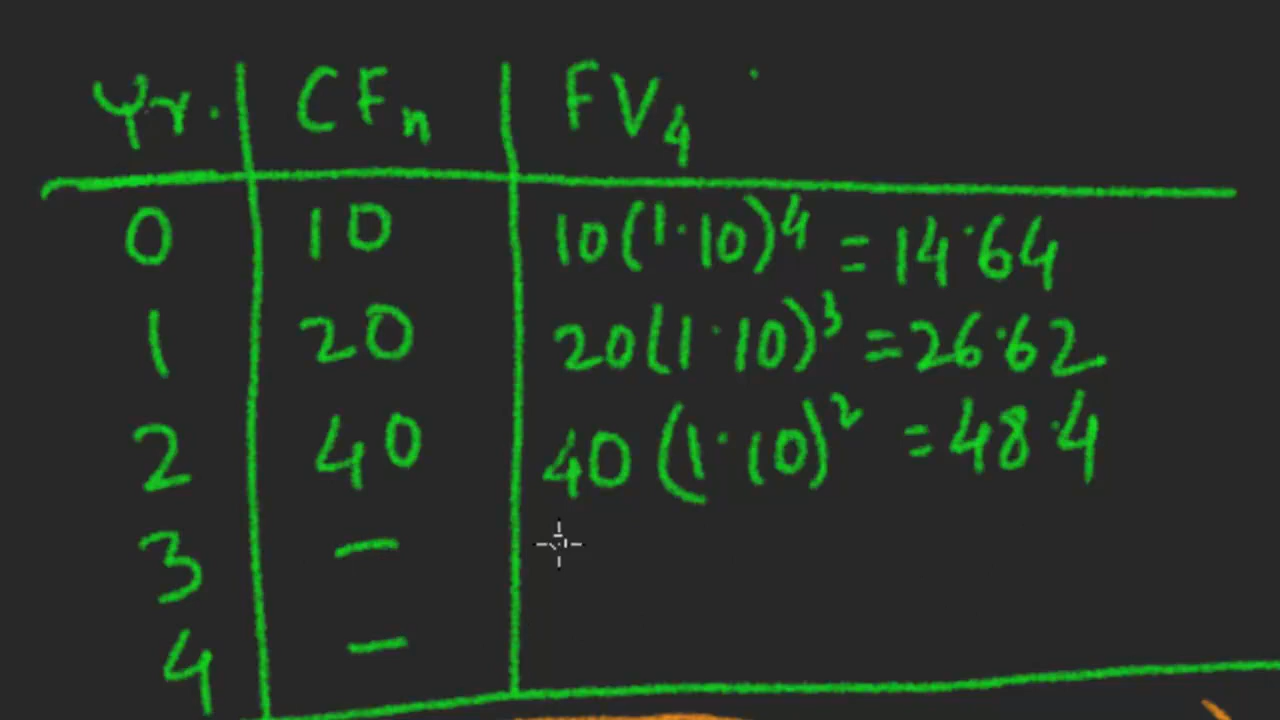 Yr. CFn FV4
0 10 10(1·10)^4 = 14·64
1 20 20(1·10)^3 = 26·62
2 40 40(1·10)^2 = 48·4
3 –
4 –